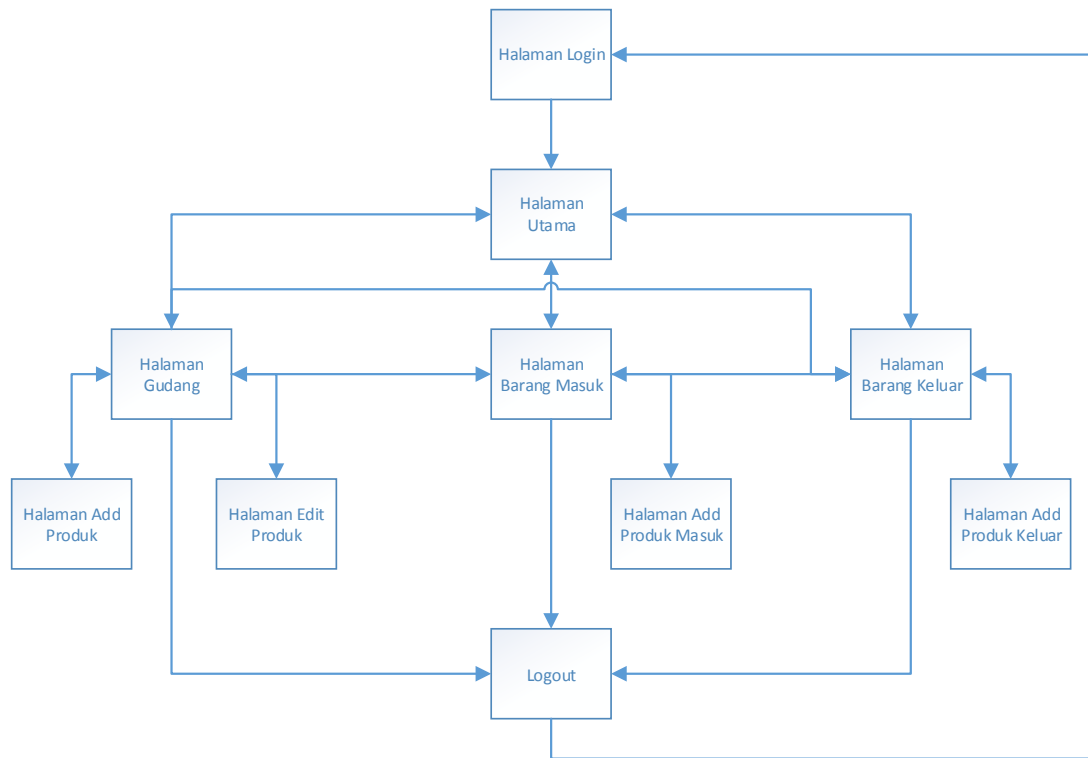 Halaman Login
Halaman
Utama
Halaman
Gudang
Halaman
Barang Masuk
Halaman
Barang Keluar
Halaman Add
Produk
Halaman Edit
Produk
Halaman Add
Produk Masuk
Halaman Add
Produk Keluar
Logout